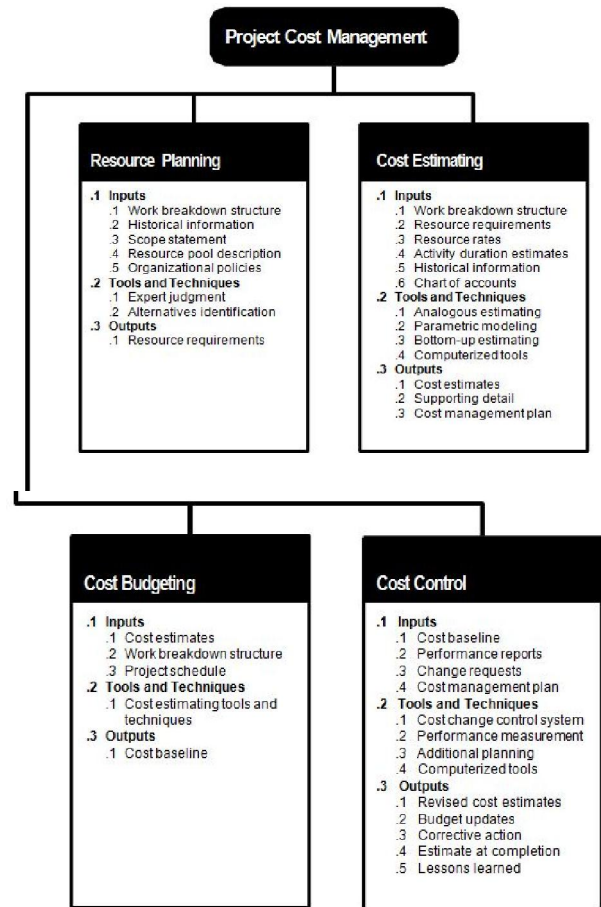 Project Cost Management
Resource Planning
.1 Inputs
.1 Work breakdown structure
.2 Historical information
.3 Scope statement
.4 Resource pool description
.5 Organizational policies
.2 Tools and Techniques
.1 Expert judgment
.2 Alternatives identification
.3 Outputs
.1 Resource requirements
Cost Estimating
.1 Inputs
.1 Work breakdown structure
.2 Resource requirements
.3 Resource rates
.4 Activity duration estimates
.5 Historical information
.6 Chart of accounts
.2 Tools and Techniques
.1 Analogous estimating
.2 Parametric modeling
.3 Bottom-up estimating
.4 Computerized tools
.3 Outputs
.1 Cost estimates
.2 Supporting detail
.3 Cost management plan
Cost Budgeting
.1 Inputs
.1 Cost estimates
.2 Work breakdown structure
.3 Project schedule
.2 Tools and Techniques
.1 Cost estimating tools and
techniques
.3 Outputs
.1 Cost baseline
Cost Control
.1 Inputs
.1 Cost baseline
.2 Performance reports
.3 Change requests
.4 Cost management plan
.2 Tools and Techniques
.1 Cost change control system
.2 Performance measurement
.3 Additional planning
.4 Computerized tools
.3 Outputs
.1 Revised cost estimates
.2 Budget updates
.3 Corrective action
.4 Estimate at completion
.5 Lessons learned